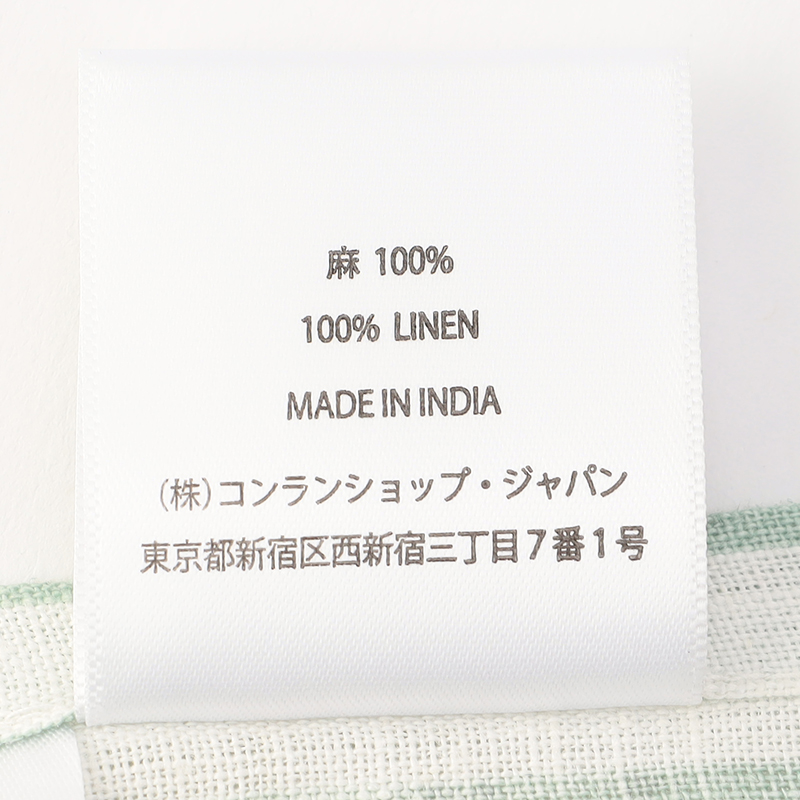 麻 100%
100% LINEN
MADE IN INDIA
(株)コンランショップ・ジャパン
東京都新宿区西新宿三丁目7番1号